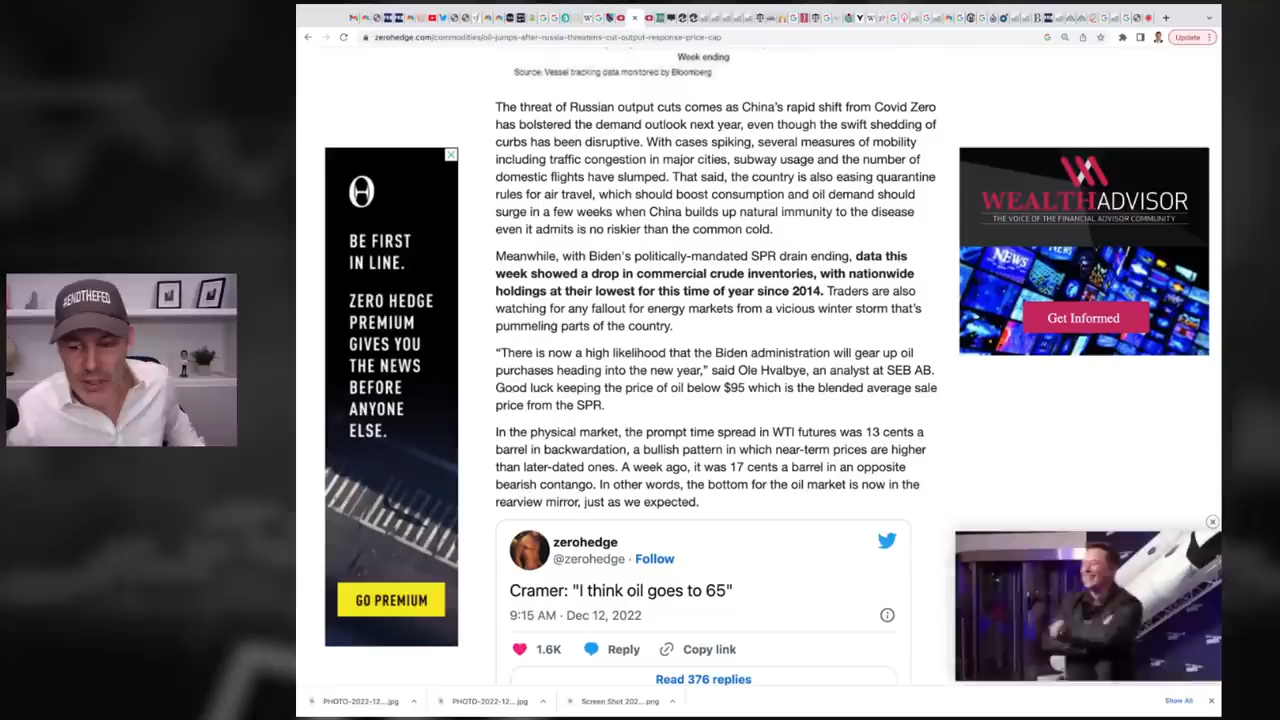 Update
zerohedge.com/commodities/oil-jumps-after-russia-threatens-cut-output-response-price-cap
Week ending
Source: Vessel tracking data monitored by Bloomberg
The threat of Russian output cuts comes as China's rapid shift from Covid Zero
has bolstered the demand outlook next year, even though the swift shedding of
curbs has been disruptive. With cases spiking, several measures of mobility
including traffic congestion in major cities, subway usage and the number of
domestic flights have slumped. That said, the country is also easing quarantine
rules for air travel, which should boost consumption and oil demand should
surge in a few weeks when China builds up natural immunity to the disease
even it admits is no riskier than the common cold.
Meanwhile, with Biden's politically-mandated SPR drain ending, data this
week showed a drop in commercial crude inventories, with nationwide
holdings at their lowest for this time of year since 2014. Traders are also
watching for any fallout for energy markets from a vicious winter storm that's
pummeling parts of the country.
“There is now a high likelihood that the Biden administration will gear up oil
purchases heading into the new year,” said Ole Hvalbye, an analyst at SEB AB.
Good luck keeping the price of oil below $95 which is the blended average sale
price from the SPR.
In the physical market, the prompt time spread in WTI futures was 13 cents a
barrel in backwardation, a bullish pattern in which near-term prices are higher
than later-dated ones. A week ago, it was 17 cents a barrel in an opposite
bearish contango. In other words, the bottom for the oil market is now in the
rearview mirror, just as we expected.
zerohedge
@zerohedge · Follow
Cramer: "I think oil goes to 65"
9:15 AM · Dec 12, 2022
1.6K Reply Copy link
Read 376 replies
BE FIRST
IN LINE.
ZERO HEDGE
PREMIUM
GIVES YOU
THE NEWS
BEFORE
ANYONE
ELSE.
GO PREMIUM
WEALTHADVISOR
THE VOICE OF THE FINANCIAL ADVISOR COMMUNITY
NEWS
NEWS
Get Informed
#ENDTHEFED
PHOTO-2022-12....jpg
PHOTO-2022-12....jpg
Screen Shot 202....png
Show All